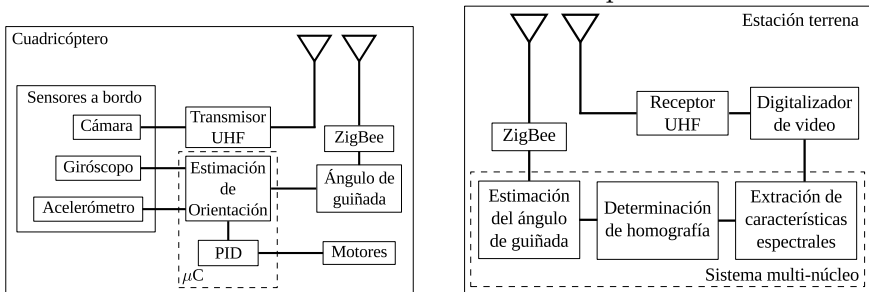 Cuadricóptero
Sensores a bordo
Cámara
Giróscopo
Acelerómetro
Transmisor
UHF
Estimación
de
Orientación
PID
μC
Motores
ZigBee
Ángulo de
guiñada
Estación terrena
ZigBee
Receptor
UHF
Digitalizador
de video
Estimación
del ángulo
de guiñada
Determinación
de homografía
Extración de
características
espectrales
Sistema multi-núcleo